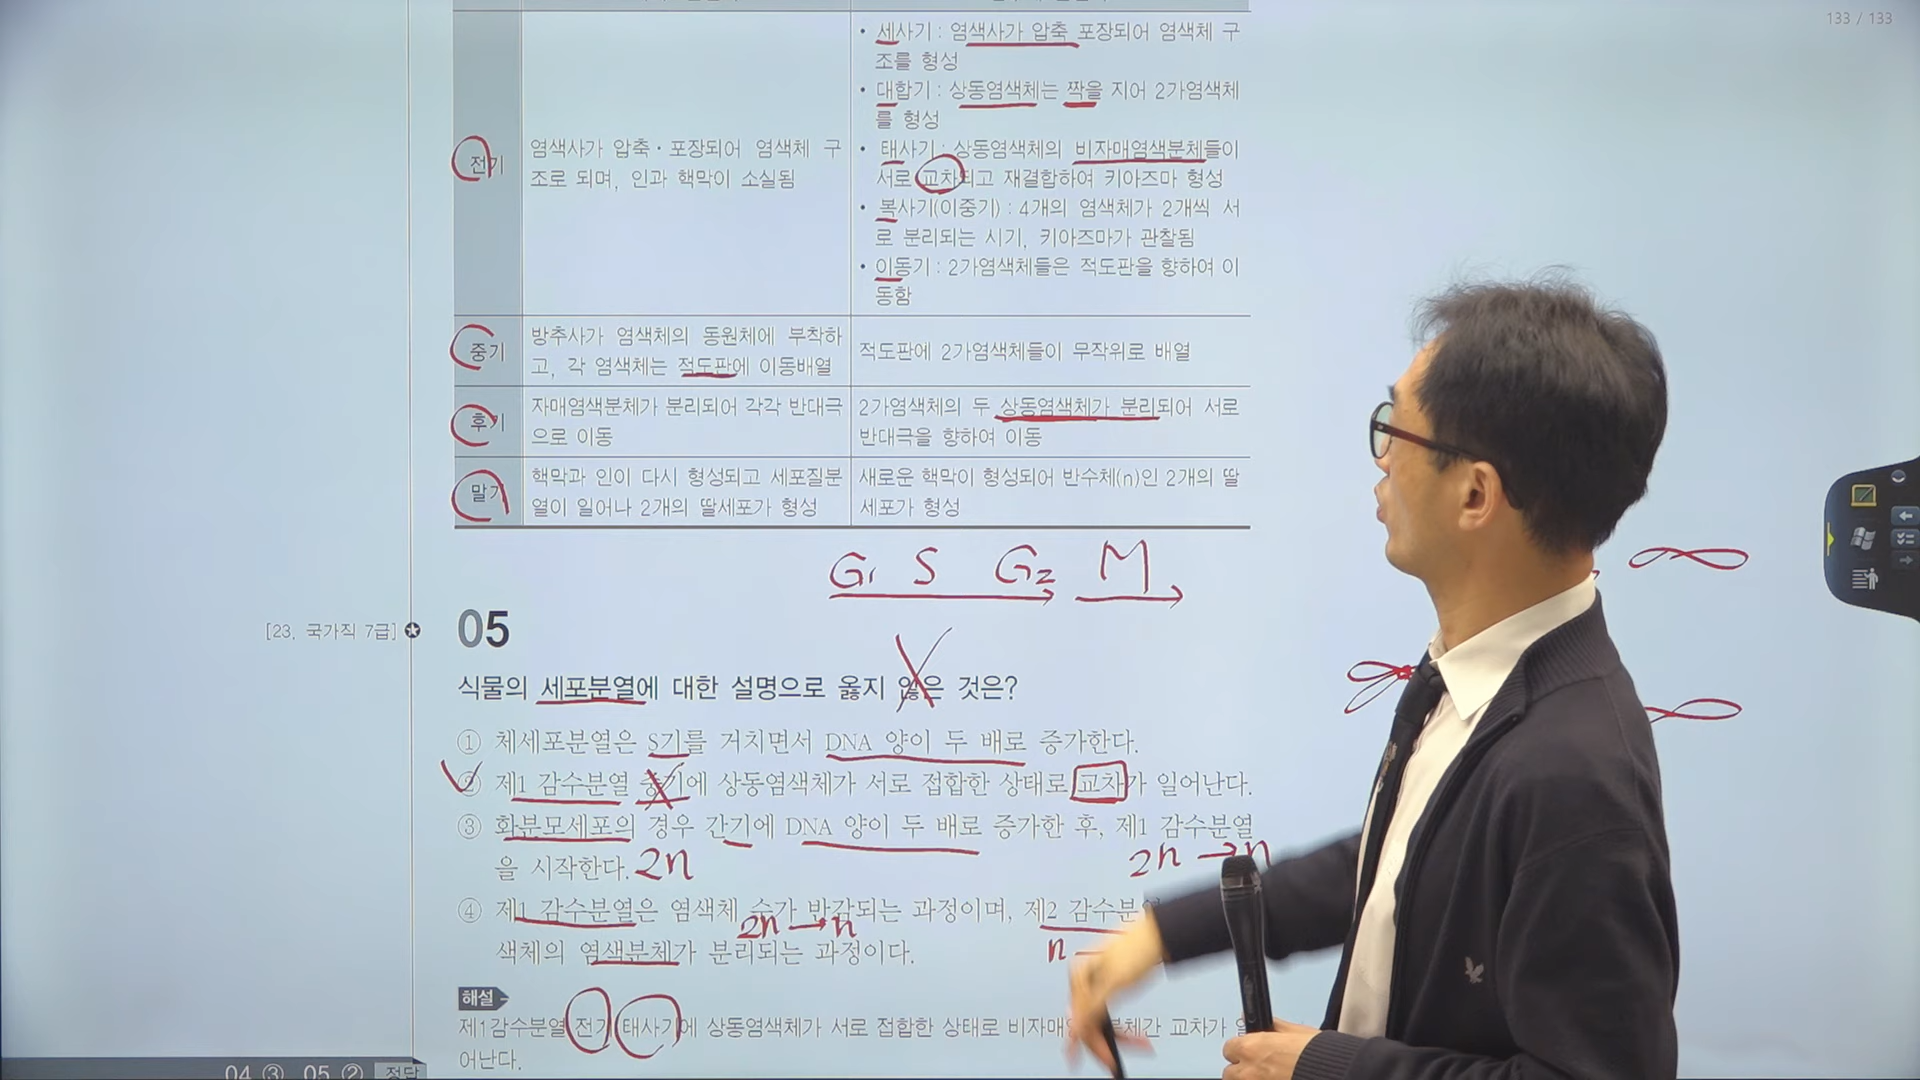 133 / 133
• 세사기 : 염색사가 압축 포장되어 염색체 구
조를 형성
• 대합기 : 상동염색체는 짝을 지어 2가염색체
를 형성
• 태사기 : 상동염색체의 비자매염색분체들이
서로 교차되고 재결합하여 키아즈마 형성
• 복사기(이중기) : 4개의 염색체가 2개씩 서
로 분리되는 시기, 키아즈마가 관찰됨
• 이동기 : 2가염색체들은 적도판을 향하여 이
동함
전기
염색사가 압축·포장되어 염색체 구
조로 되며, 인과 핵막이 소실됨
중기
방추사가 염색체의 동원체에 부착하
고, 각 염색체는 적도판에 이동배열
적도판에 2가염색체들이 무작위로 배열
후기
자매염색분체가 분리되어 각각 반대극
으로 이동
2가염색체의 두 상동염색체가 분리되어 서로
반대극을 향하여 이동
말기
핵막과 인이 다시 형성되고 세포질분
열이 일어나 2개의 딸세포가 형성
새로운 핵막이 형성되어 반수체(n)인 2개의 딸
세포가 형성
G₁ S G₂ M
[23. 국가직 7급]
05
식물의 세포분열에 대한 설명으로 옳지 않은 것은?
① 체세포분열은 S기를 거치면서 DNA 양이 두 배로 증가한다.
② 제1 감수분열 중기에 상동염색체가 서로 접합한 상태로 교차가 일어난다.
③ 화분모세포의 경우 간기에 DNA 양이 두 배로 증가한 후, 제1 감수분열
을 시작한다. 2n
2n → n
④ 제1 감수분열은 염색체 수가 반감되는 과정이며, 제2 감수분열
2n → n
색체의 염색분체가 분리되는 과정이다.
n
해설
제1감수분열 전기 태사기에 상동염색체가 서로 접합한 상태로 비자매 분체간 교차가
어난다.
04 ③ 05 ② 정답